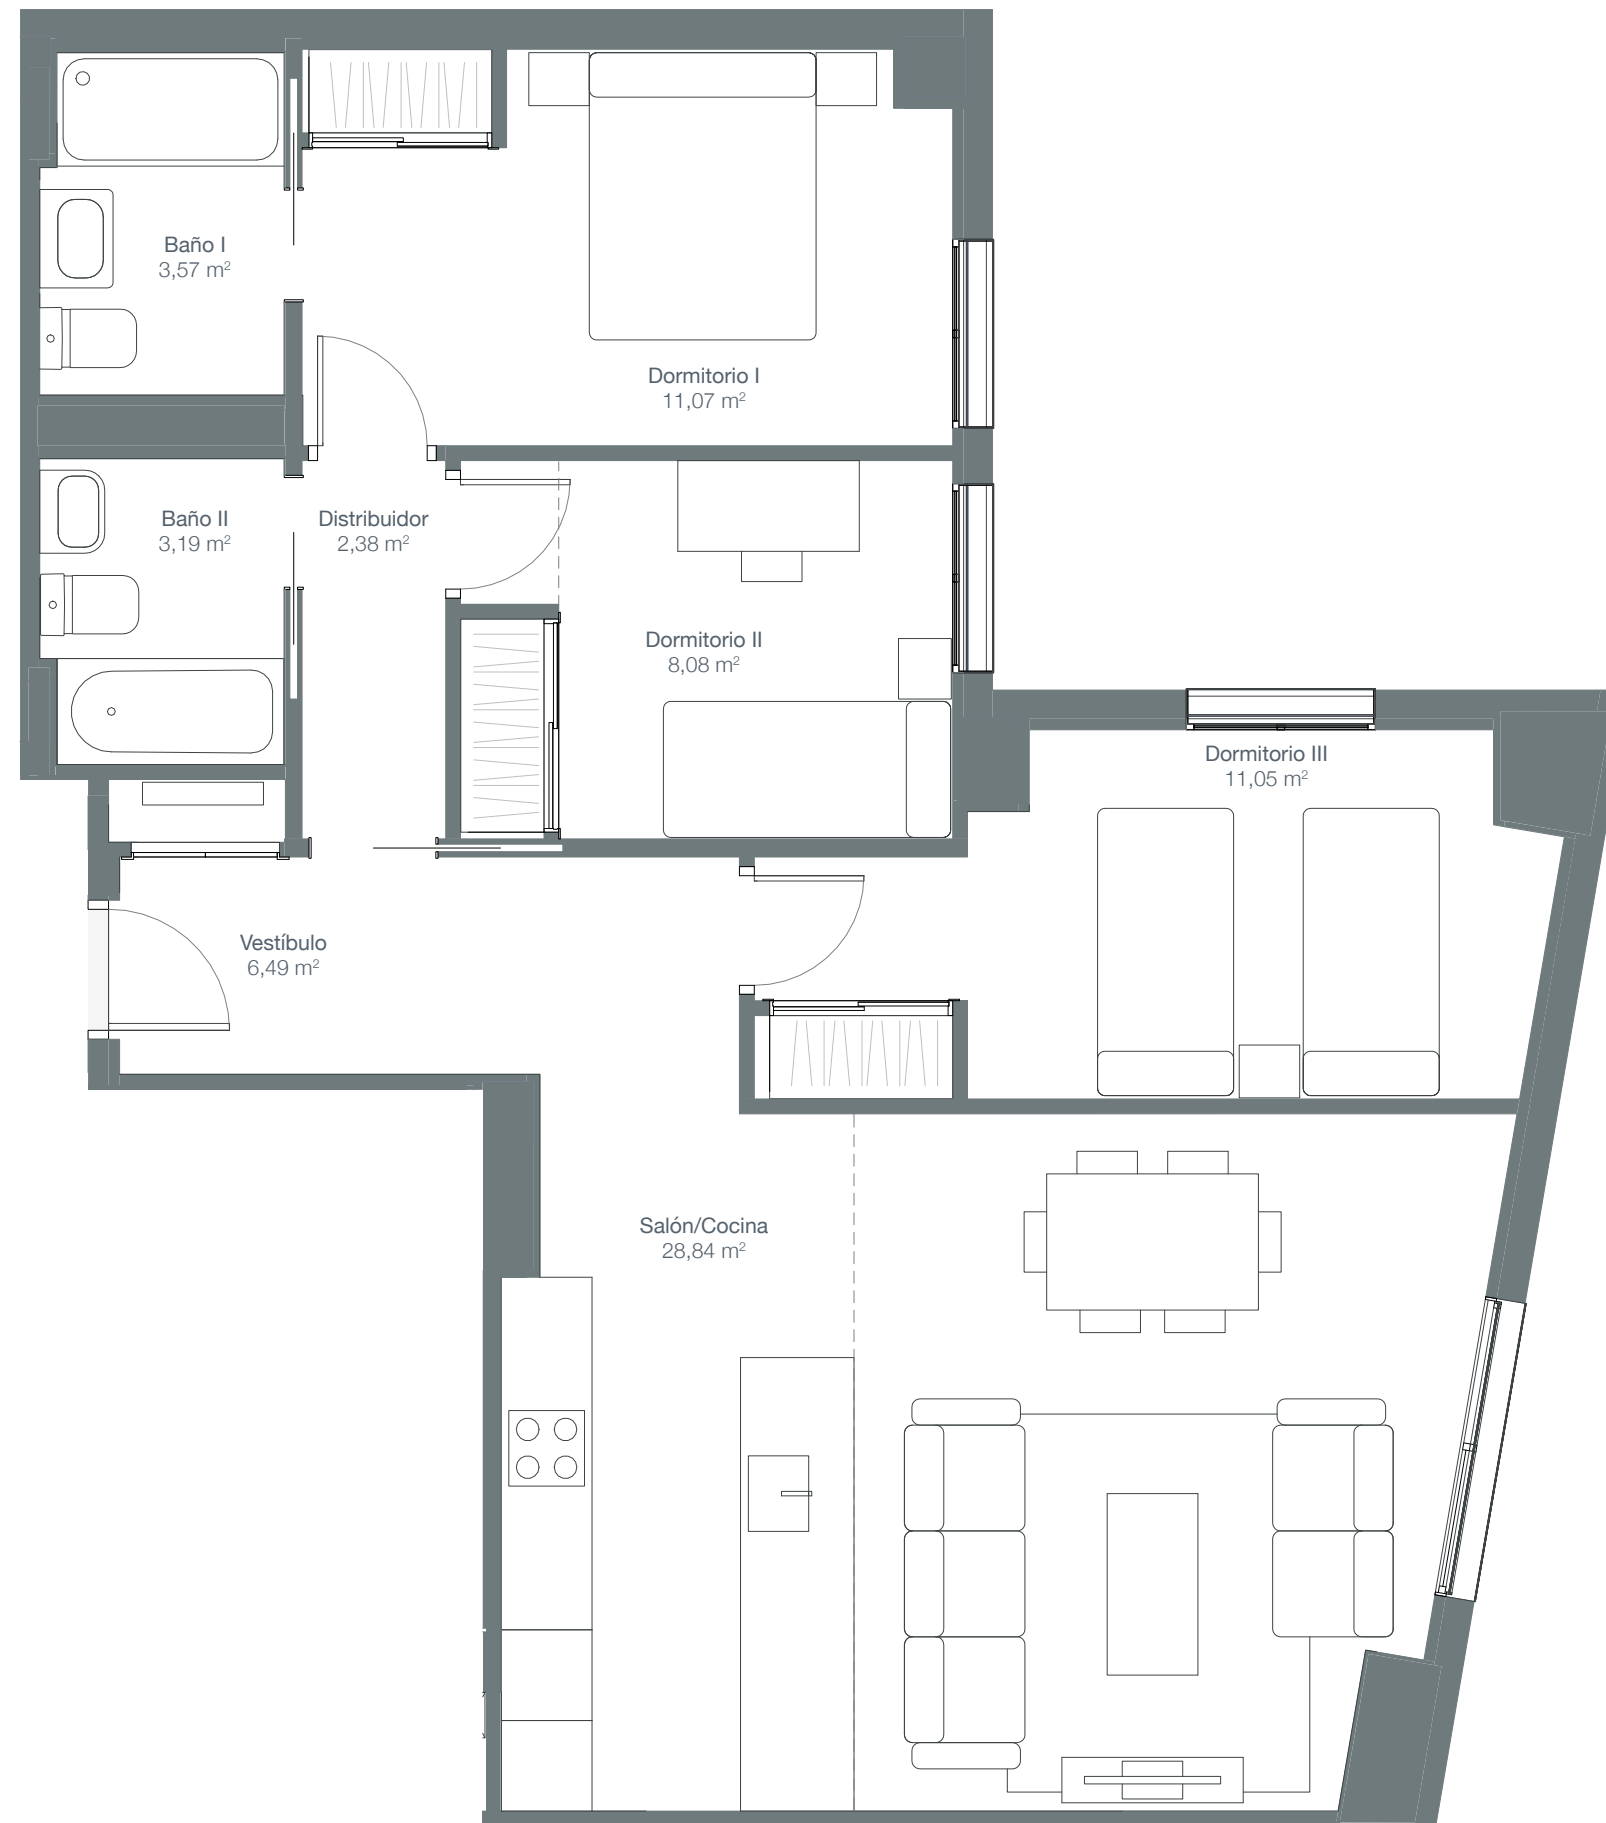 Baño I
3,57 m²
Dormitorio I
11,07 m²
Baño II
3,19 m²
Distribuidor
2,38 m²
Dormitorio II
8,08 m²
Dormitorio III
11,05 m²
Vestíbulo
6,49 m²
Salón/Cocina
28,84 m²